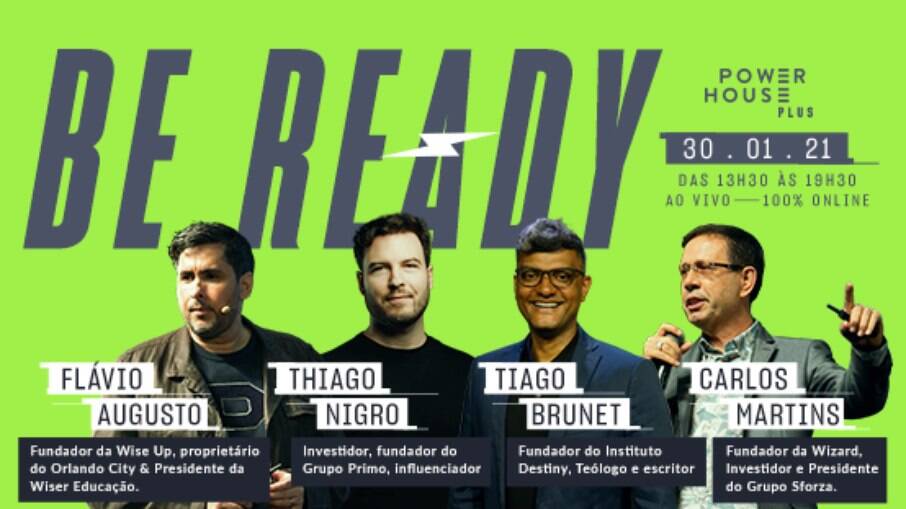 BE READY
POWER
HOUSE
PLUS
30 . 01 . 21
DAS 13H30 ÀS 19H30
AO VIVO — 100% ONLINE
FLÁVIO
AUGUSTO
Fundador da Wise Up, proprietário
do Orlando City & Presidente da
Wiser Educação.
THIAGO
NIGRO
Investidor, fundador do
Grupo Primo, influenciador
TIAGO
BRUNET
Fundador do Instituto
Destiny, Teólogo e escritor
CARLOS
MARTINS
Fundador da Wizard,
Investidor e Presidente
do Grupo Sforza.